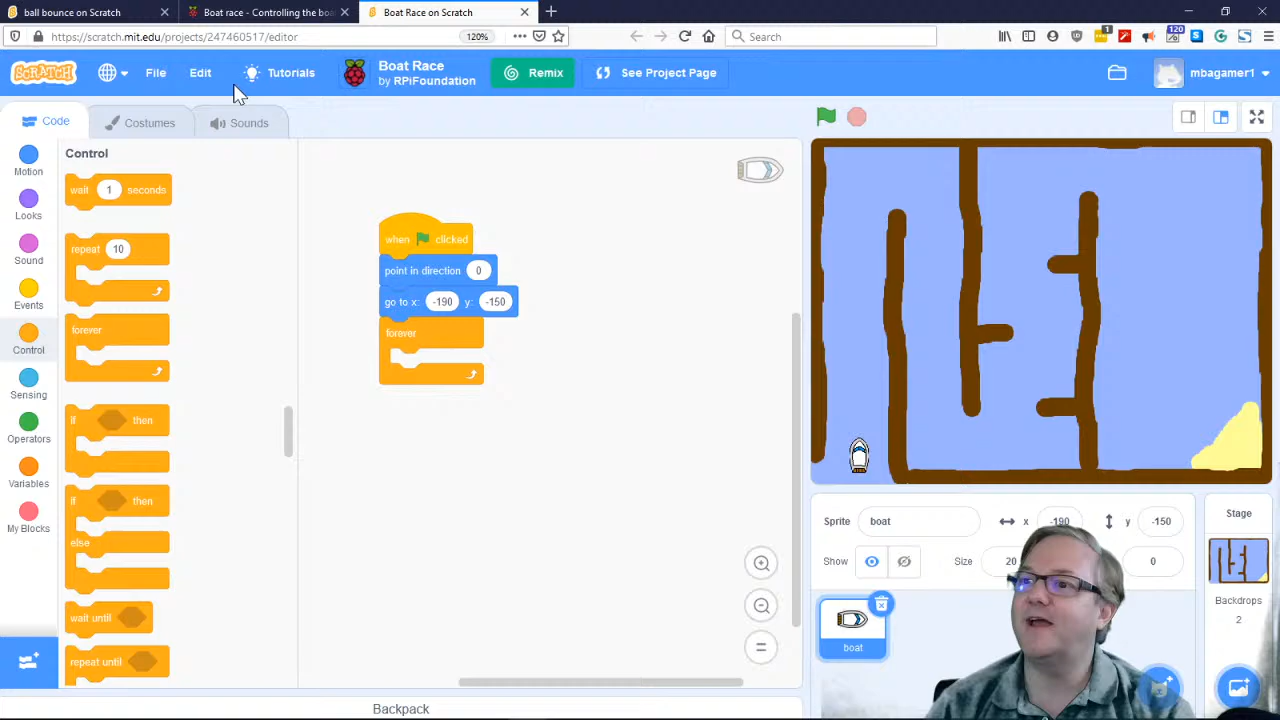 ball bounce on Scratch
Boat race - Controlling the boa
Boat Race on Scratch
https://scratch.mit.edu/projects/247460517/editor
120%
Search
120
SCRATCH
File
Edit
Tutorials
Boat Race
by RPiFoundation
Remix
See Project Page
mbagamer1
Code
Costumes
Sounds
Motion
Looks
Sound
Events
Control
Sensing
Operators
Variables
My Blocks
Control
wait 1 seconds
repeat 10
forever
if then
if then
else
wait until
repeat until
when clicked
point in direction 0
go to x: -190 y: -150
forever
Backpack
Sprite boat x -190 y -150
Show Size 20 0
boat
Stage
Backdrops
2